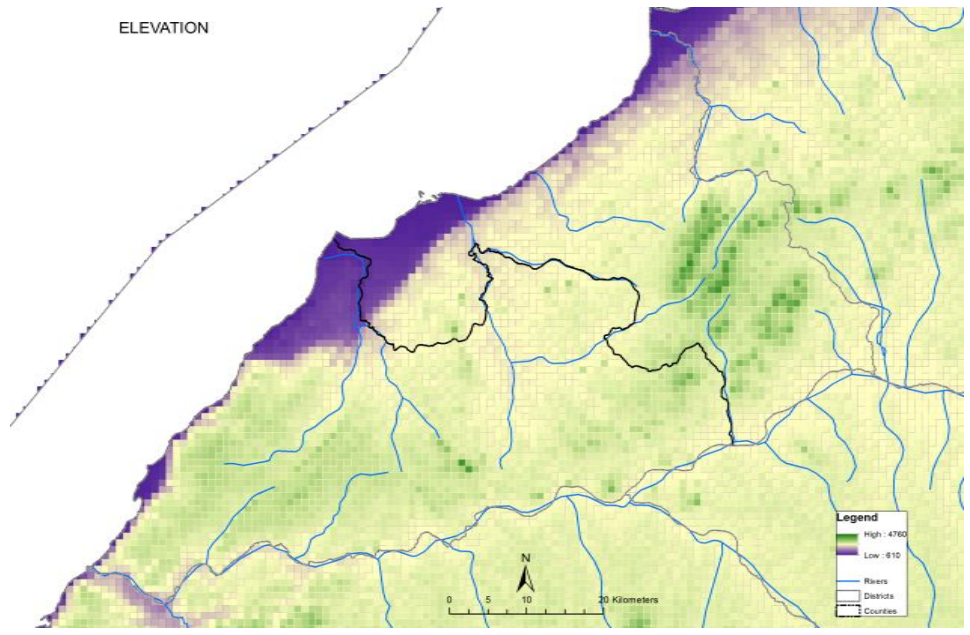 ELEVATION
Legend
High : 4760
Low : 610
Rivers
Districts
Counties
N
0 5 10 20 Kilometers